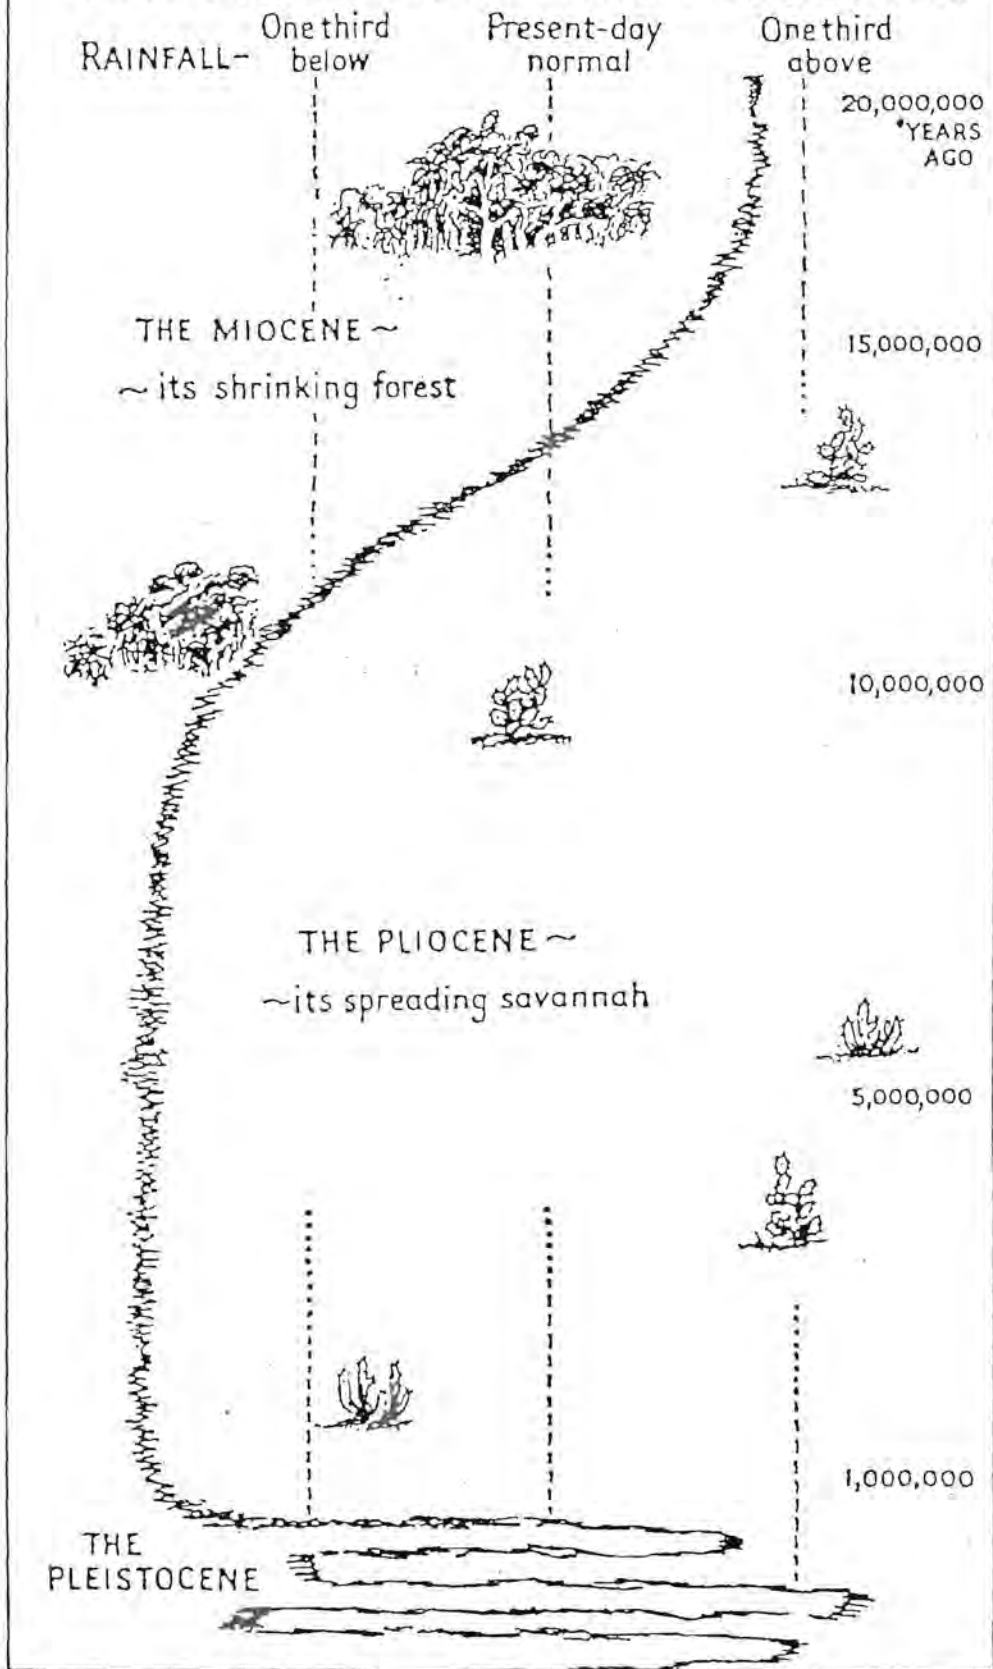 RAINFALL~
One third
below
Present-day
normal
One third
above
20,000,000
YEARS
AGO
THE MIOCENE ~
~ its shrinking forest
15,000,000
10,000,000
THE PLIOCENE ~
~its spreading savannah
5,000,000
1,000,000
THE
PLEISTOCENE